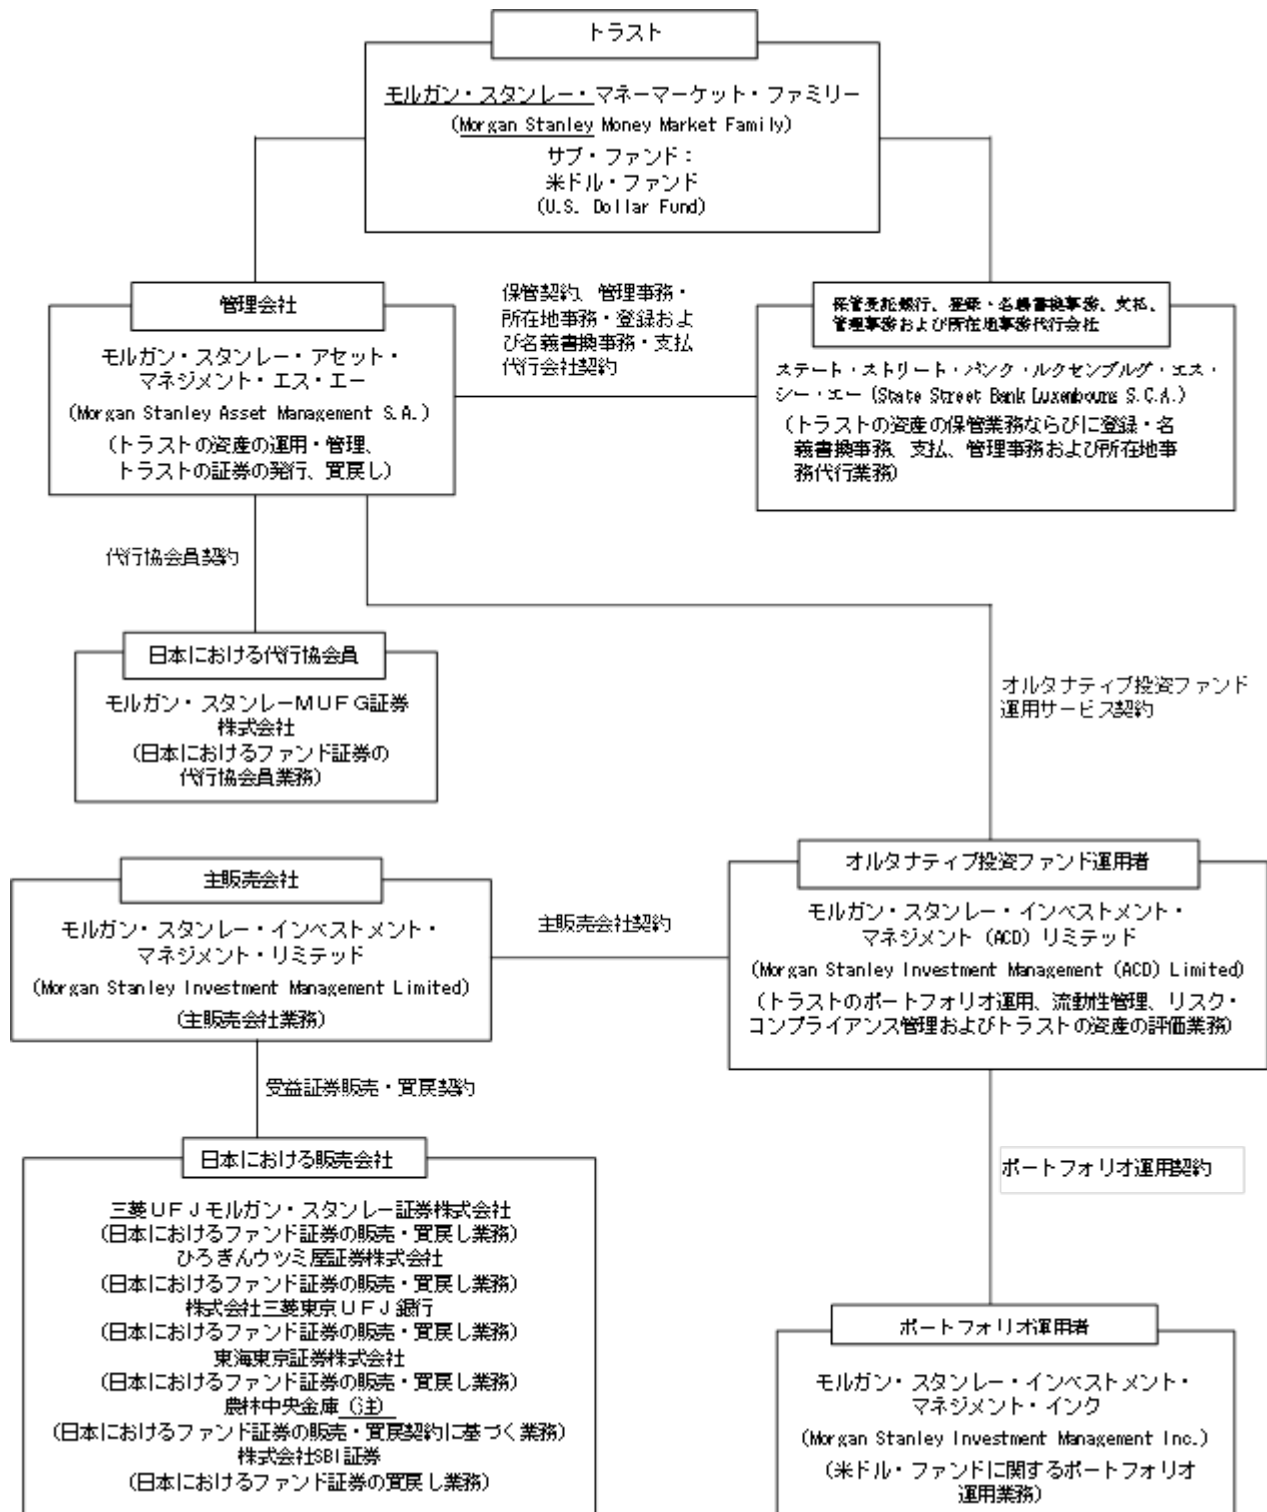 トラスト
モルガン・スタンレー・マネーマーケット・ファミリー
(Morgan Stanley Money Market Family)
サブ・ファンド：
米ドル・ファンド
(U.S. Dollar Fund)
管理会社
モルガン・スタンレー・アセット・
マネジメント・エス・エー
(Morgan Stanley Asset Management S.A.)
(トラストの資産の運用・管理、
トラストの証券の発行、買戻し)
保管契約、管理事務・
所在地事務・登録およ
び名義書換事務・支払
代行会社契約
保管受託銀行、登録・名義書換事務、支払、
管理事務および所在地事務代行会社
ステート・ストリート・バンク・ルクセンブルグ・エス・
シー・エー (State Street Bank Luxembourg S.C.A.)
(トラストの資産の保管業務ならびに登録・名
義書換事務、支払、管理事務および所在地事
務代行業務)
代行協会員契約
日本における代行協会員
モルガン・スタンレーＭＵＦＧ証券
株式会社
(日本におけるファンド証券の
代行協会員業務)
オルタナティブ投資ファンド
運用サービス契約
主販売会社
モルガン・スタンレー・インベストメント・
マネジメント・リミテッド
(Morgan Stanley Investment Management Limited)
(主販売会社業務)
主販売会社契約
オルタナティブ投資ファンド運用者
モルガン・スタンレー・インベストメント・
マネジメント (ACD) リミテッド
(Morgan Stanley Investment Management (ACD) Limited)
(トラストのポートフォリオ運用、流動性管理、リスク・
コンプライアンス管理およびトラストの資産の評価業務)
受益証券販売・買戻契約
日本における販売会社
三菱ＵＦＪモルガン・スタンレー証券株式会社
(日本におけるファンド証券の販売・買戻し業務)
ひろぎんウツミ屋証券株式会社
(日本におけるファンド証券の販売・買戻し業務)
株式会社三菱東京ＵＦＪ銀行
(日本におけるファンド証券の販売・買戻し業務)
東海東京証券株式会社
(日本におけるファンド証券の販売・買戻し業務)
農林中央金庫（注）
(日本におけるファンド証券の販売・買戻契約に基づく業務)
株式会社SBI証券
(日本におけるファンド証券の買戻し業務)
ポートフォリオ運用契約
ポートフォリオ運用者
モルガン・スタンレー・インベストメント・
マネジメント・インク
(Morgan Stanley Investment Management Inc.)
(米ドル・ファンドに関するポートフォリオ
運用業務)